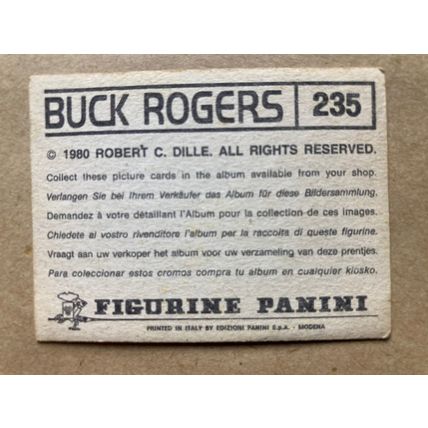 BUCK ROGERS 235
© 1980 ROBERT C. DILLE. ALL RIGHTS RESERVED.
Collect these picture cards in the album available from your shop.
Verlangen Sie bei Ihrem Verkäufer das Album für diese Bildersammlung.
Demandez à votre détaillant l'Album pour la collection de ces images.
Chiedete al vostro rivenditore l'album per la raccolta di queste figurine.
Vraagt aan uw verkoper het album voor uw verzameling van deze prentjes.
Para coleccionar estos cromos compra tu album en cualquier kiosko.
FIGURINE PANINI
PRINTED IN ITALY BY EDIZIONI PANINI S.p.A. - MODENA